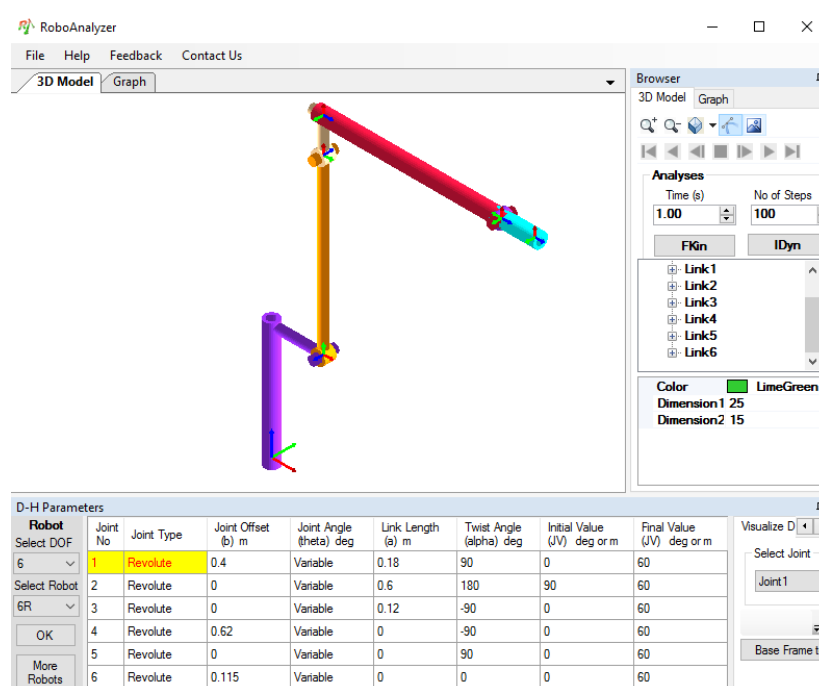 RoboAnalyzer
File Help Feedback Contact Us
3D Model Graph
Browser
3D Model Graph
Analyses
Time (s) No of Steps
1.00 100
FKin IDyn
Link1
Link2
Link3
Link4
Link5
Link6
Color LimeGreen
Dimension1 25
Dimension2 15
D-H Parameters
Robot
Select DOF
6
Select Robot
6R
OK
More
Robots
Joint No Joint Type Joint Offset (b) m Joint Angle (theta) deg Link Length (a) m Twist Angle (alpha) deg Initial Value (JV) deg or m Final Value (JV) deg or m
1 Revolute 0.4 Variable 0.18 90 0 60
2 Revolute 0 Variable 0.6 180 90 60
3 Revolute 0 Variable 0.12 -90 0 60
4 Revolute 0.62 Variable 0 -90 0 60
5 Revolute 0 Variable 0 90 0 60
6 Revolute 0.115 Variable 0 0 0 60
Visualize D
Select Joint
Joint1
Base Frame t